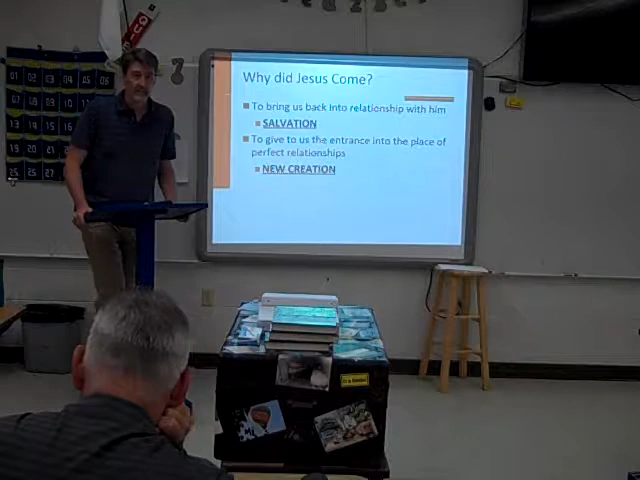 Why did Jesus Come?
To bring us back into relationship with him
SALVATION
To give to us the entrance into the place of
perfect relationships
NEW CREATION
01 02 03 04 05 06
07 08 09 10
13 14 15 16
19 20 21
25 26 27